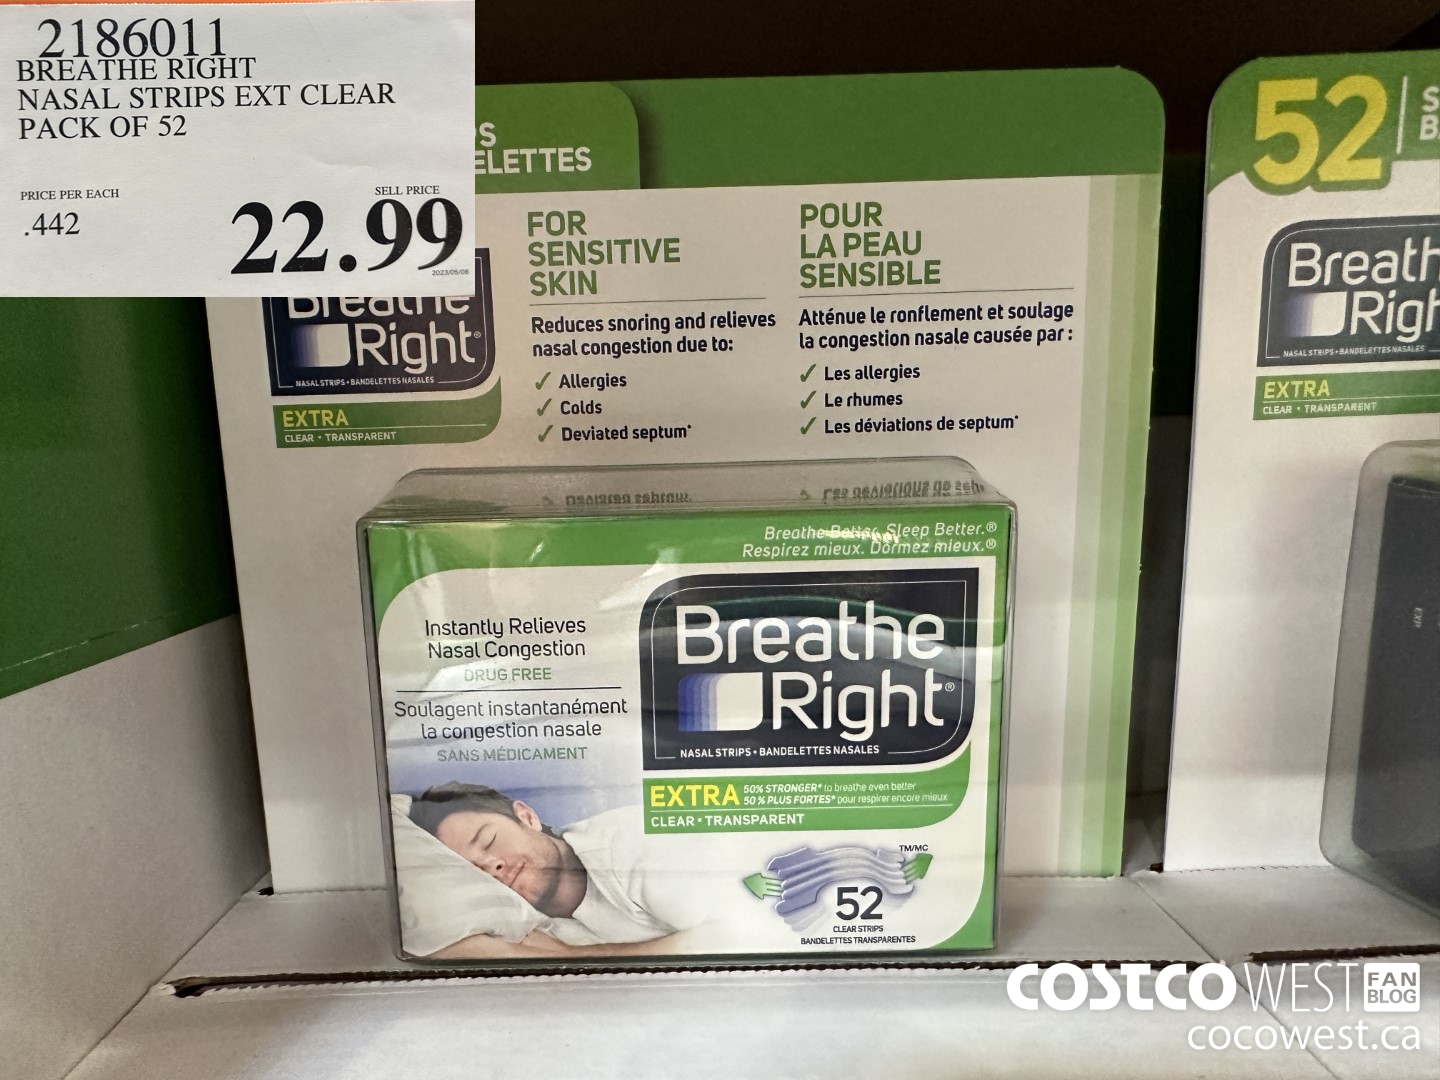 2186011
BREATHE RIGHT
NASAL STRIPS EXT CLEAR
PACK OF 52
PRICE PER EACH
.442
SELL PRICE
22.99
2023/05/08
S
ELETTES
Breathe
Right®
NASAL STRIPS • BANDELETTES NASALES
EXTRA
CLEAR • TRANSPARENT
FOR
SENSITIVE
SKIN
Reduces snoring and relieves
nasal congestion due to:
✓ Allergies
✓ Colds
✓ Deviated septum*
POUR
LA PEAU
SENSIBLE
Atténue le ronflement et soulage
la congestion nasale causée par :
✓ Les allergies
✓ Le rhumes
✓ Les déviations de septum*
52
S
B
Breath
Righ
NASAL STRIPS • BANDELETTES NASALES
EXTRA
CLEAR • TRANSPARENT
Breathe Better. Sleep Better.®
Respirez mieux. Dormez mieux.®
Instantly Relieves
Nasal Congestion
DRUG FREE
Soulagent instantanément
la congestion nasale
SANS MÉDICAMENT
Breathe
Right®
NASAL STRIPS • BANDELETTES NASALES
EXTRA
50% STRONGER* to breathe even better
50 % PLUS FORTES* pour respirer encore mieux
CLEAR • TRANSPARENT
TM/MC
52
CLEAR STRIPS
BANDELETTES TRANSPARENTES
EXP
COSTCO WEST FAN
BLOG
cocowest.ca